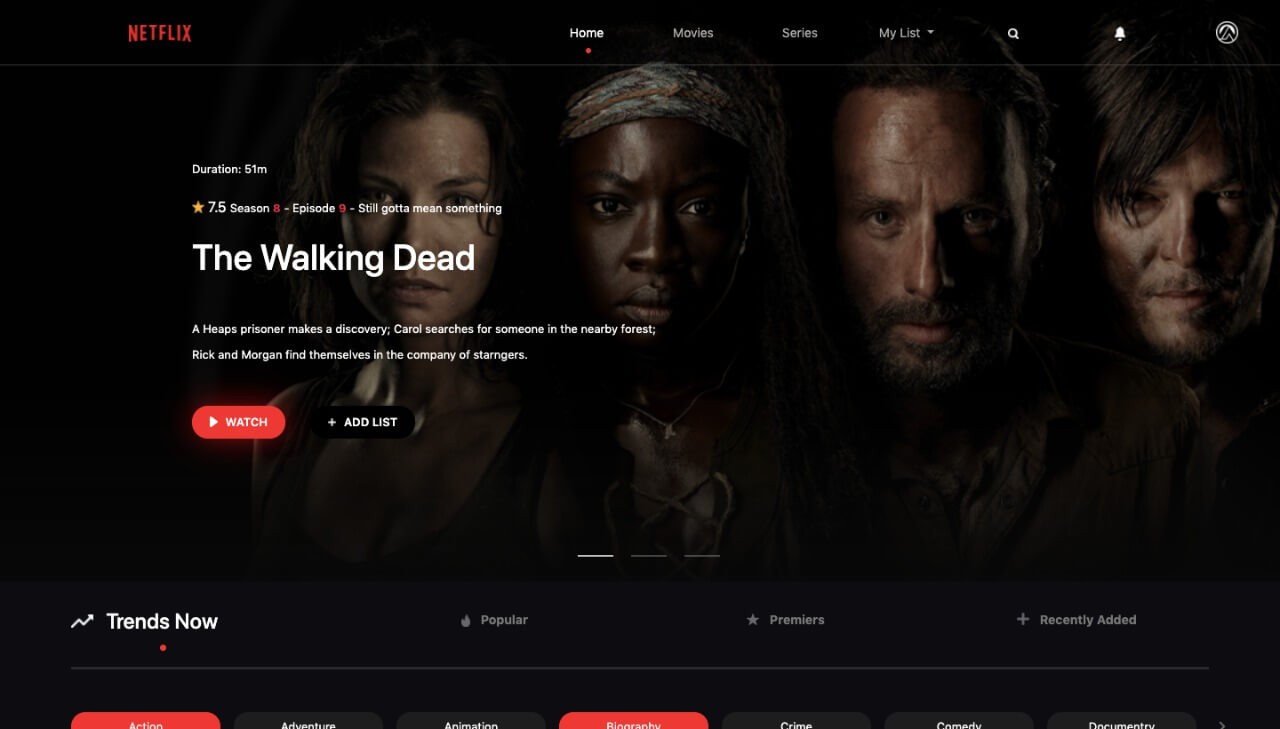 NETFLIX
Home
Movies
Series
My List
Duration: 51m
7.5 Season 8 - Episode 9 - Still gotta mean something
The Walking Dead
A Heaps prisoner makes a discovery; Carol searches for someone in the nearby forest;
Rick and Morgan find themselves in the company of starngers.
WATCH
+ ADD LIST
Trends Now
Popular
Premiers
Recently Added
Action
Adventure
Animation
Biography
Crime
Comedy
Documentry